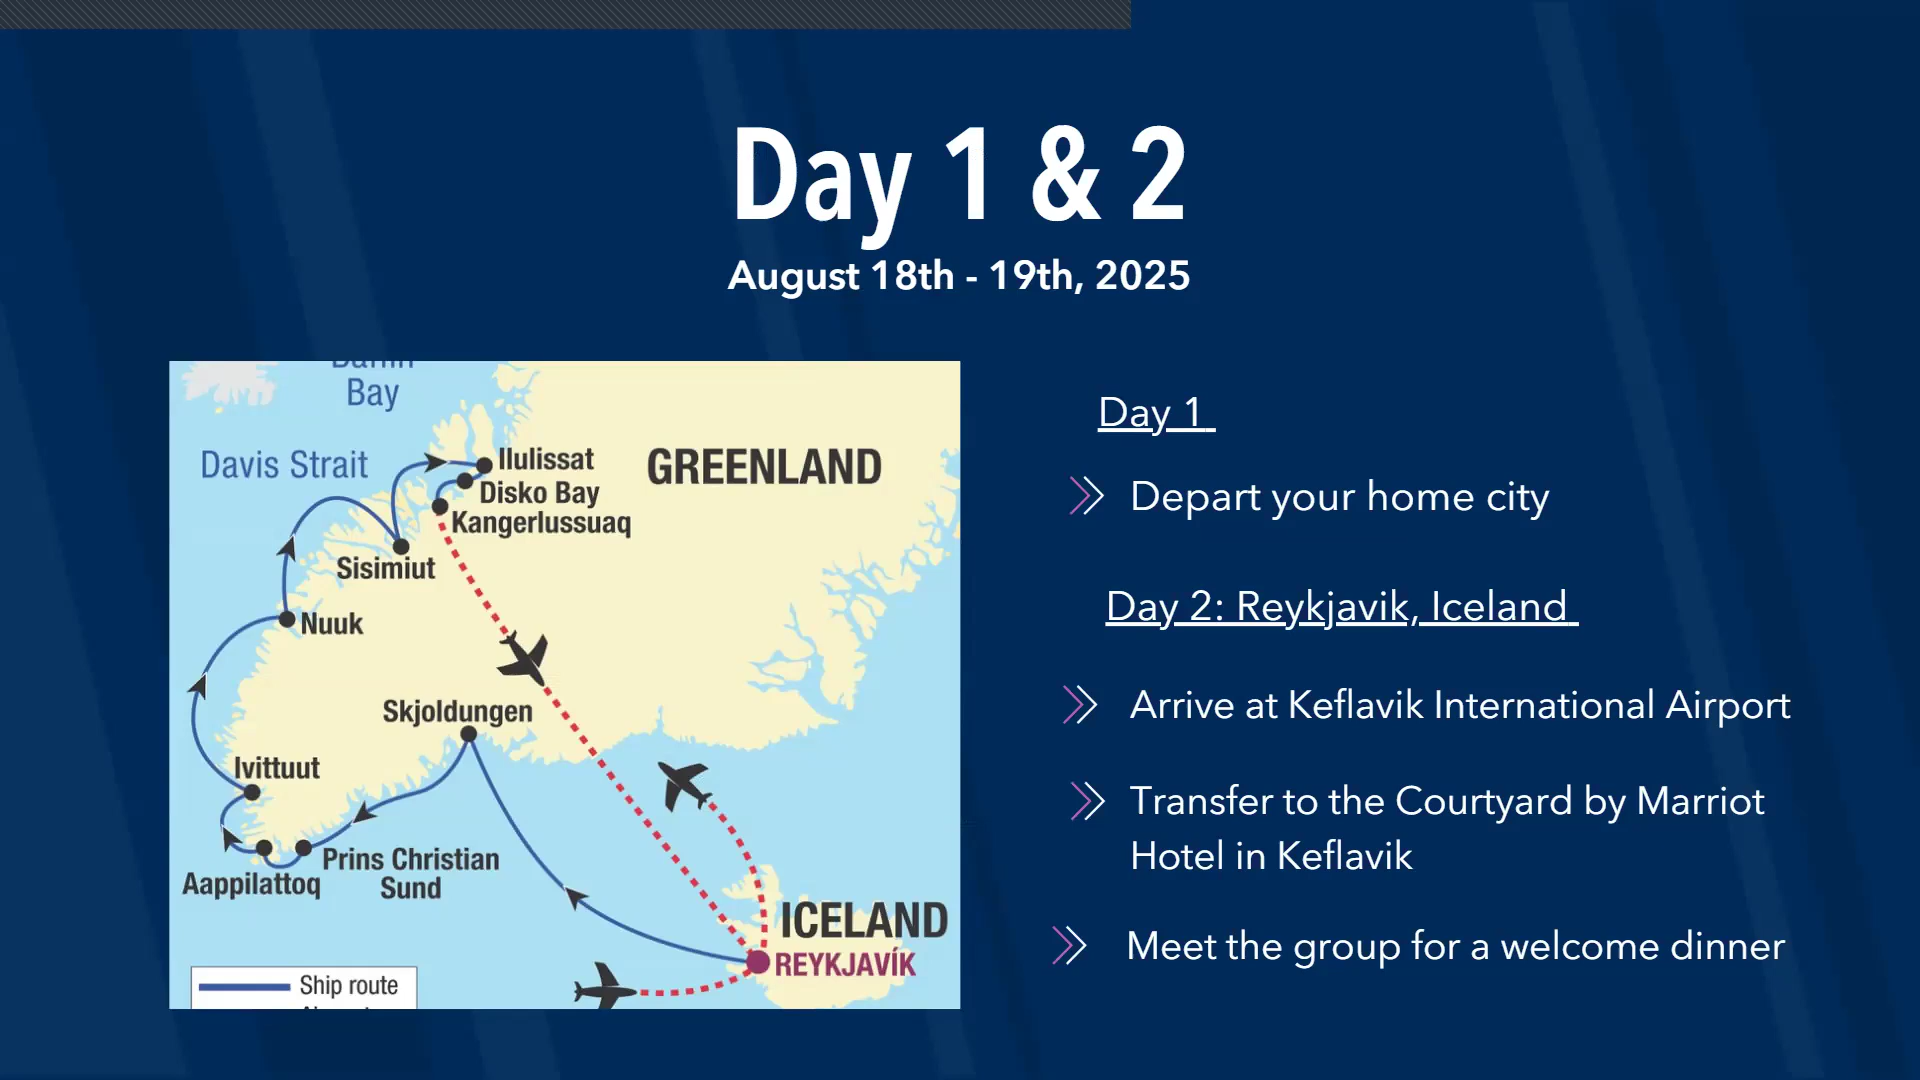 Day 1 & 2
August 18th - 19th, 2025
Bay
Davis Strait
GREENLAND
Ilulissat
Disko Bay
Kangerlussuaq
Sisimiut
Nuuk
Skjoldungen
Ivittuut
Prins Christian
Sund
Aappilattoq
ICELAND
REYKJAVÍK
Ship route
Day 1
Depart your home city
Day 2: Reykjavik, Iceland
Arrive at Keflavik International Airport
Transfer to the Courtyard by Marriot
Hotel in Keflavik
Meet the group for a welcome dinner